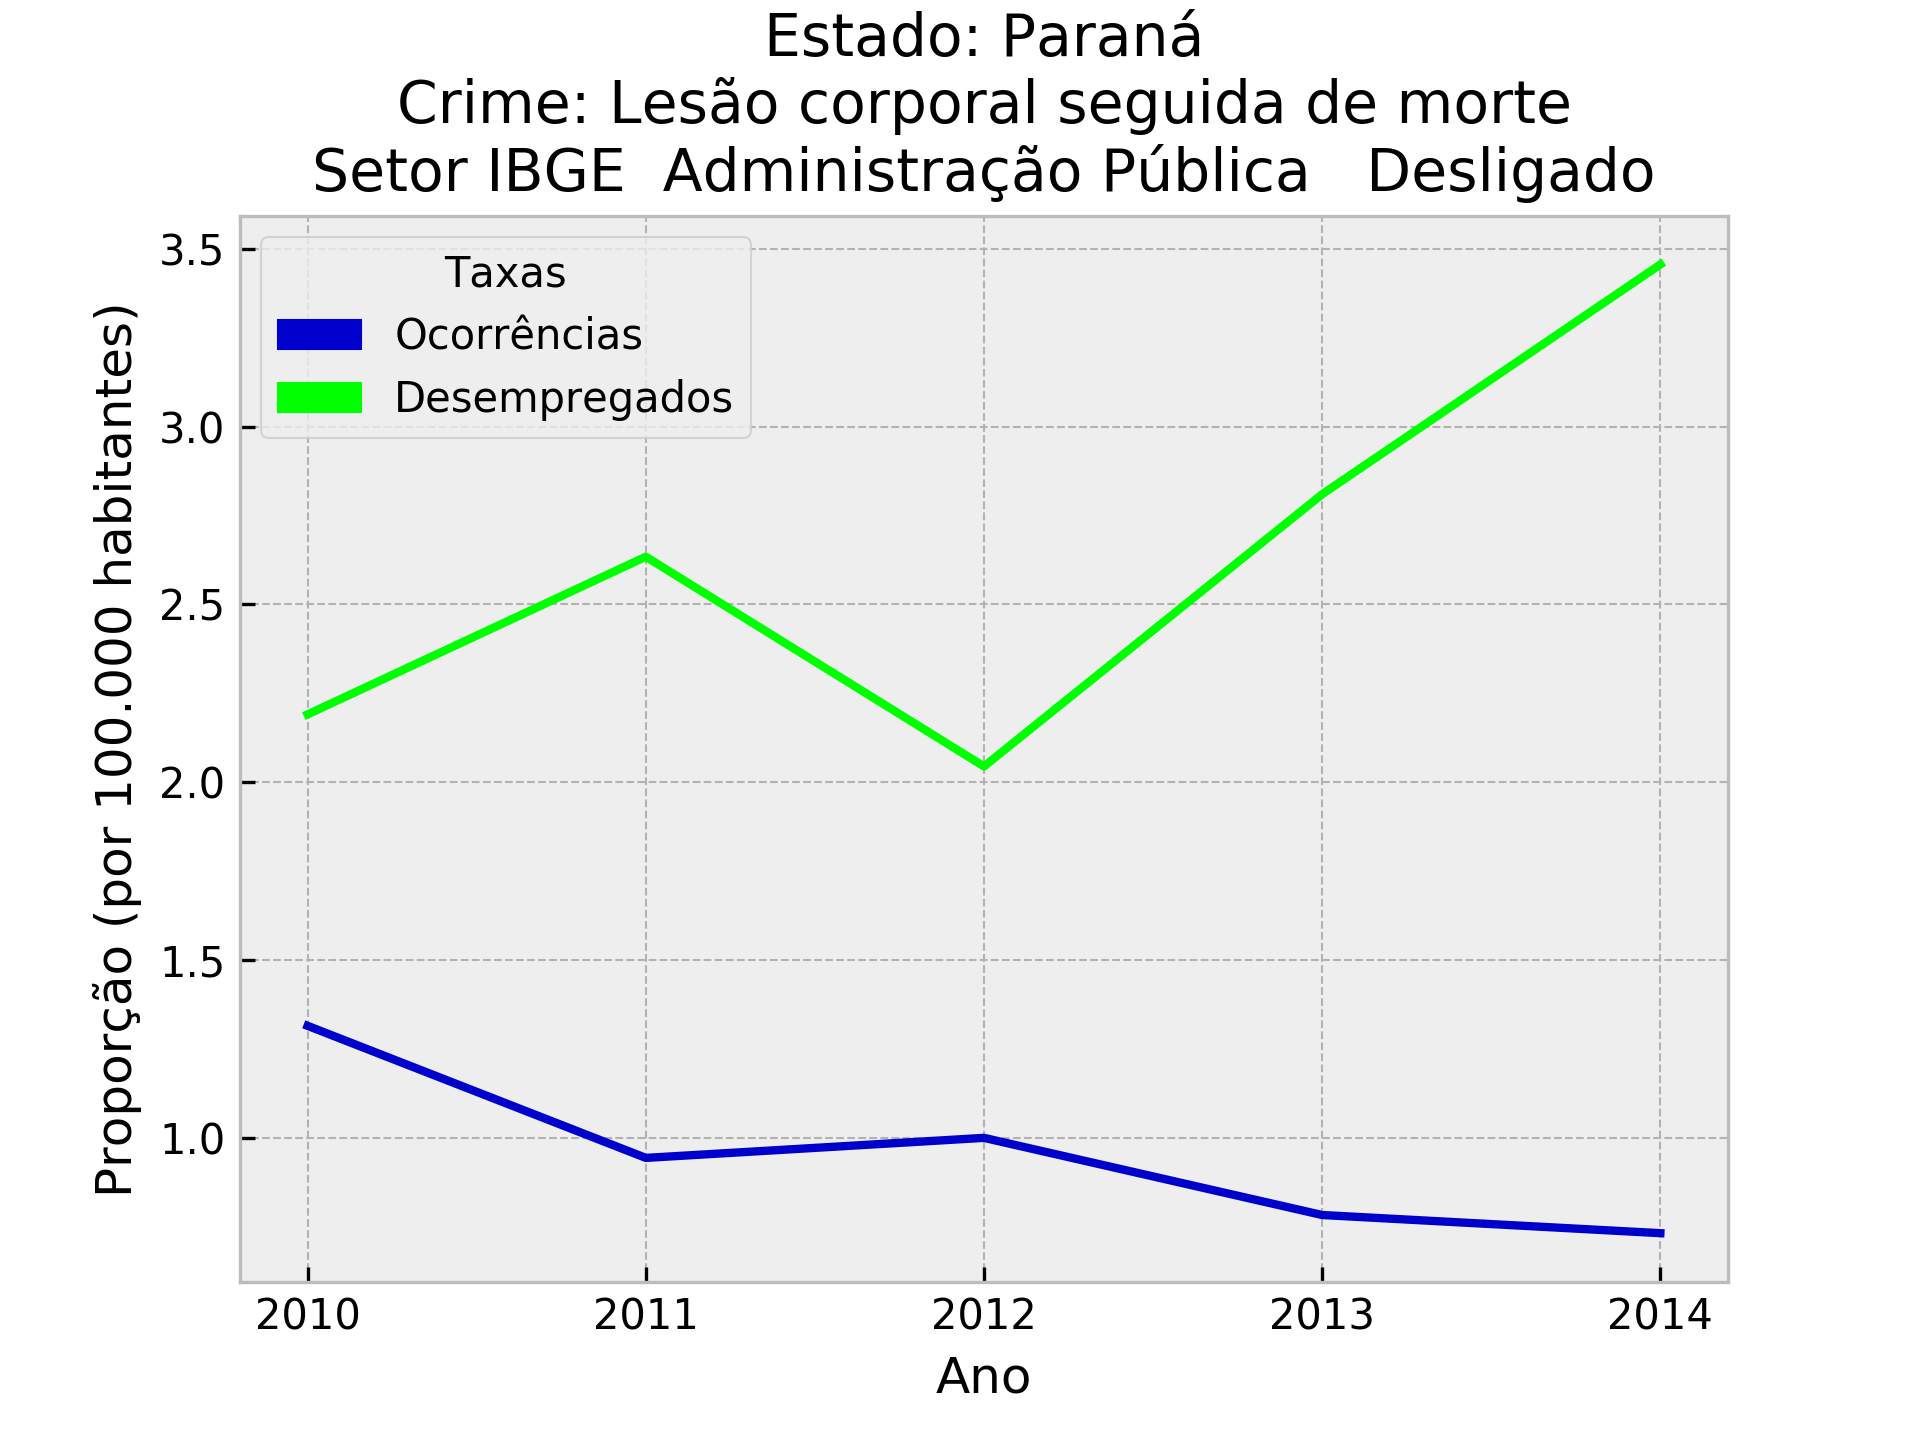 Estado: Paraná
Crime: Lesão corporal seguida de morte
Setor IBGE  Administração Pública   Desligado
Taxas
Ocorrências
Desempregados
Proporção (por 100.000 habitantes)
3.5
3.0
2.5
2.0
1.5
1.0
2010 2011 2012 2013 2014
Ano